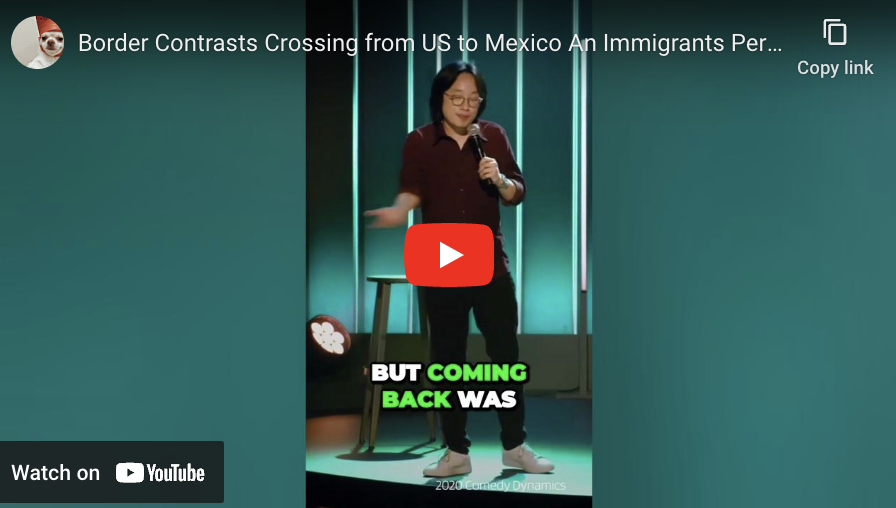 Border Contrasts Crossing from US to Mexico An Immigrants Per...
Copy link
BUT COMING
BACK WAS
2020 Comedy Dynamics
Watch on YouTube